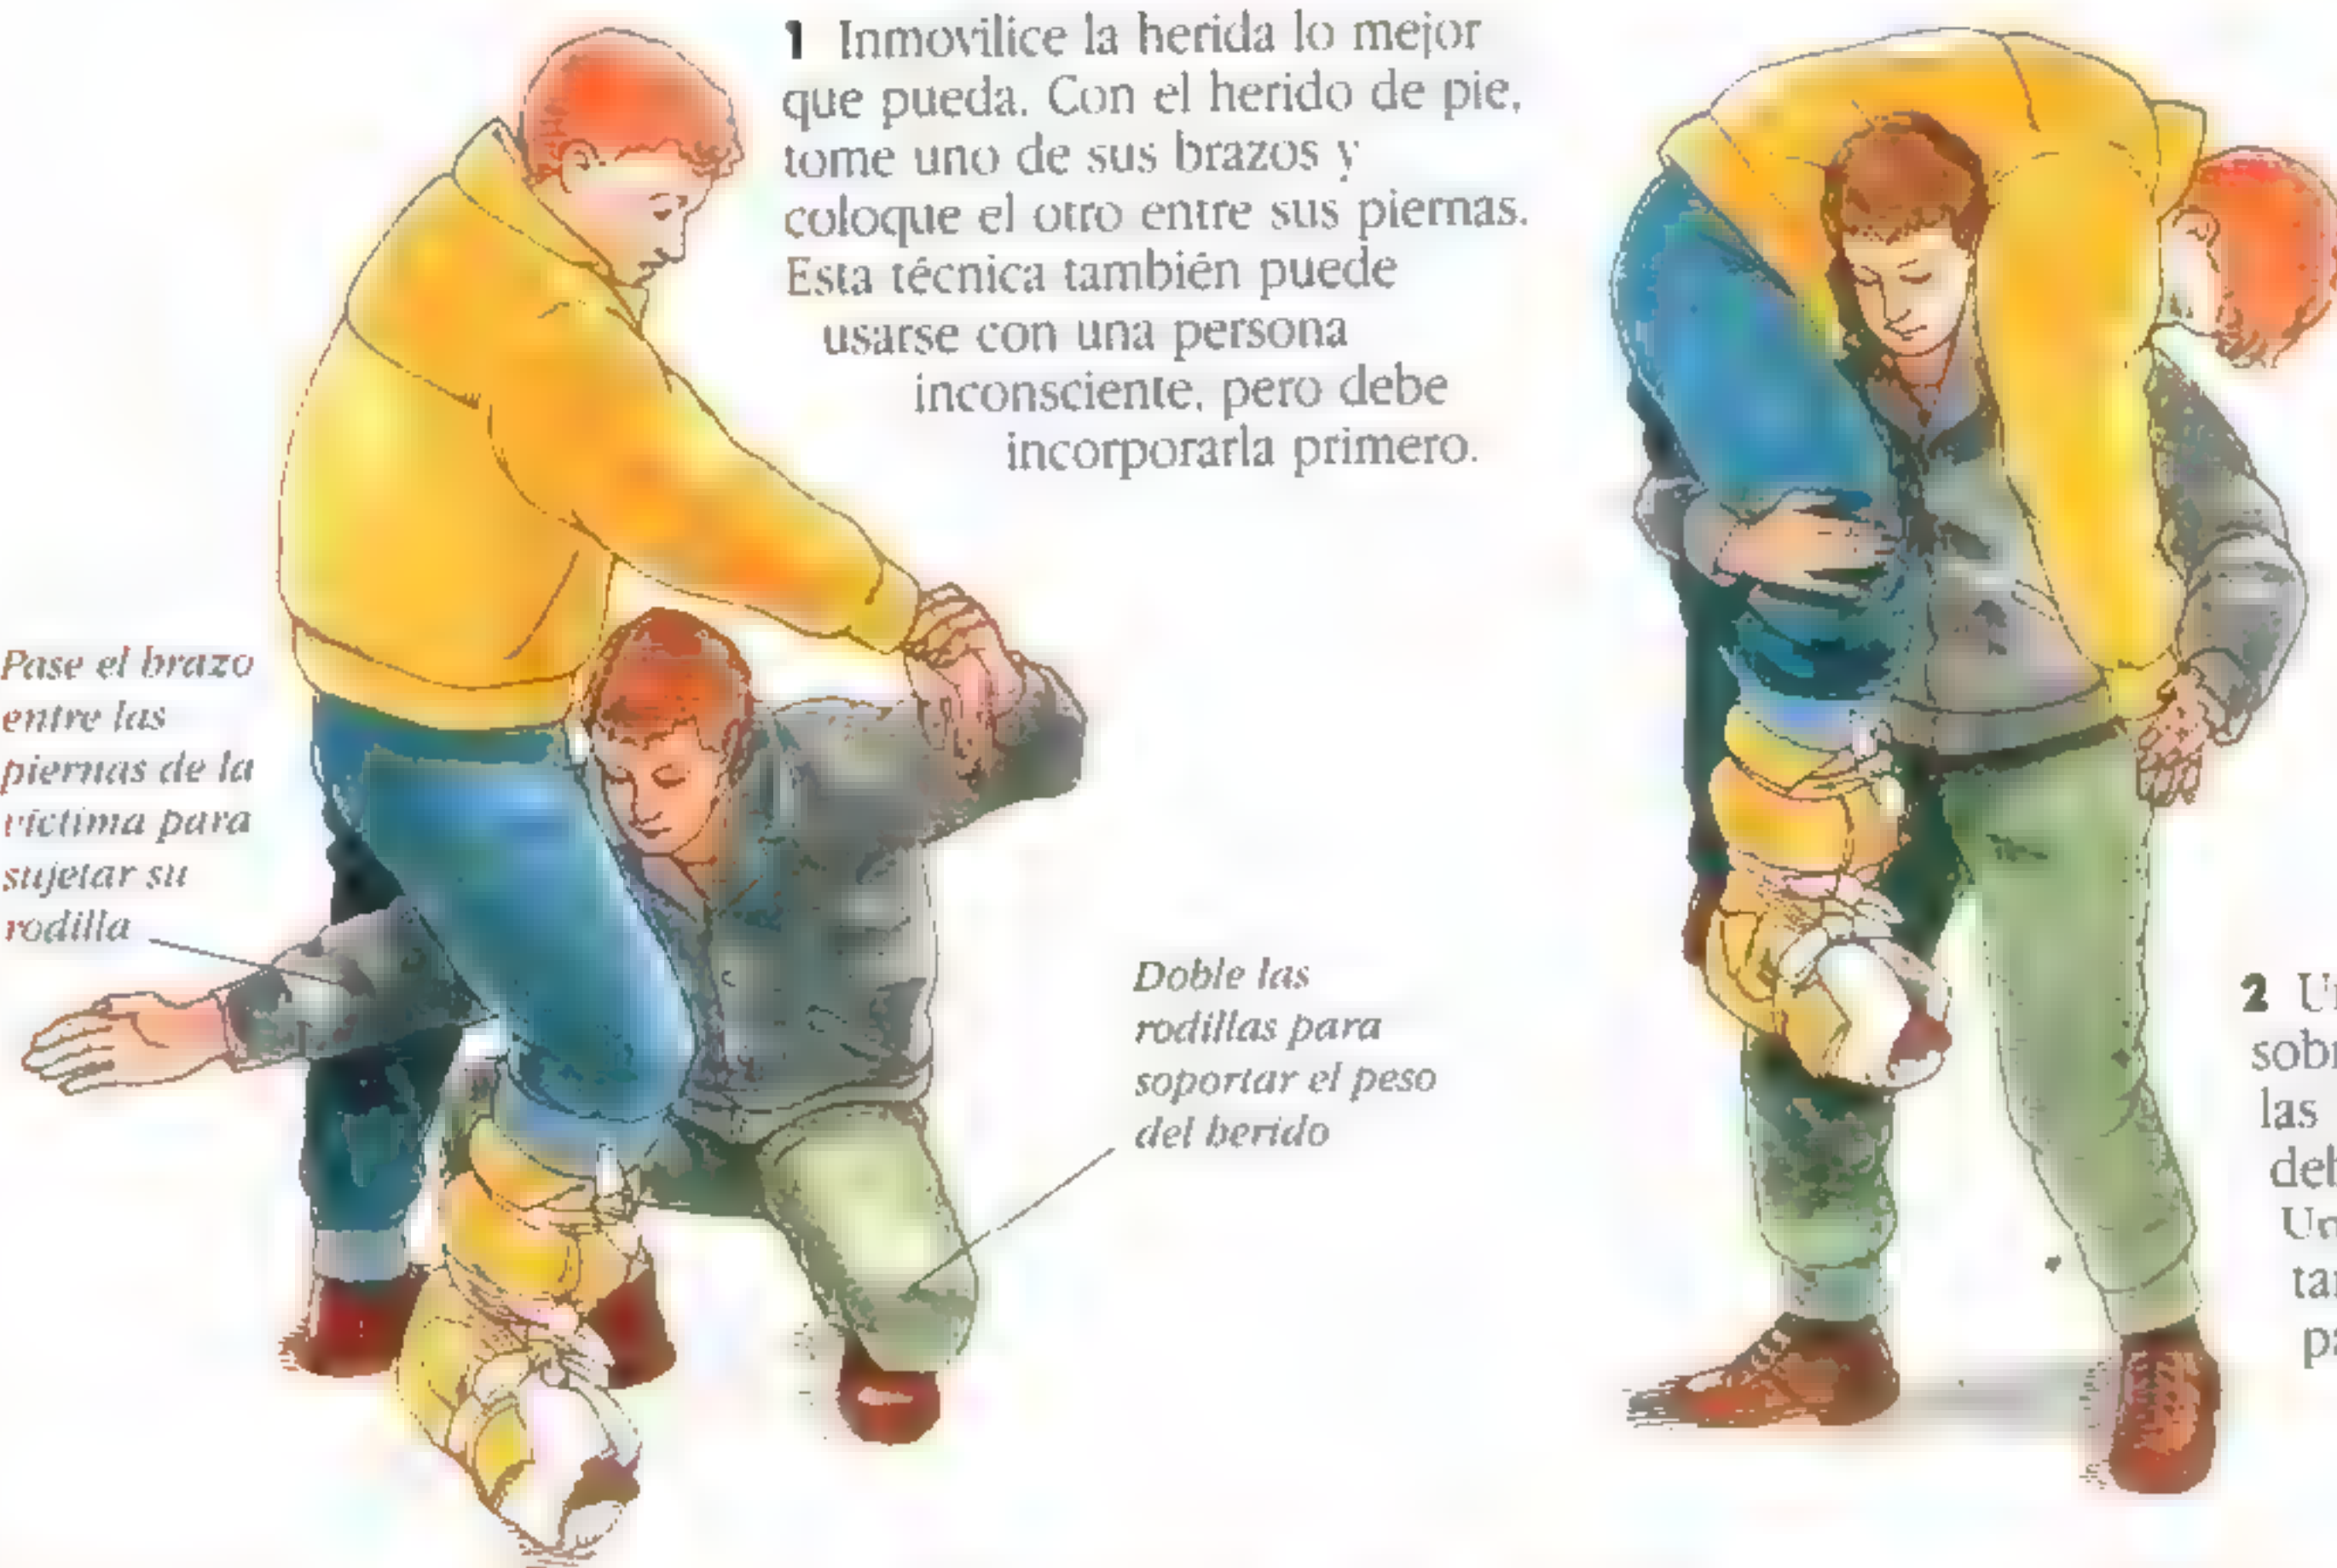 1 Inmovilice la herida lo mejor
que pueda. Con el herido de pie,
tome uno de sus brazos y
coloque el otro entre sus piernas.
Esta técnica también puede
usarse con una persona
inconsciente, pero debe
incorporarla primero.
Pase el brazo
entre las
piernas de la
víctima para
sujetar su
rodilla
Doble las
rodillas para
soportar el peso
del herido
2
las